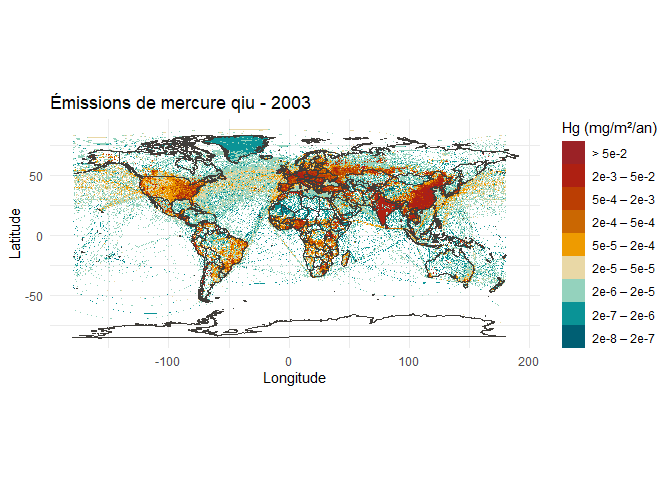 Émissions de mercure qiu - 2003
Hg (mg/m²/an)
> 5e-2
2e-3 – 5e-2
5e-4 – 2e-3
2e-4 – 5e-4
5e-5 – 2e-4
2e-5 – 5e-5
2e-6 – 2e-5
2e-7 – 2e-6
2e-8 – 2e-7
Latitude
50
0
-50
-100
0
100
200
Longitude